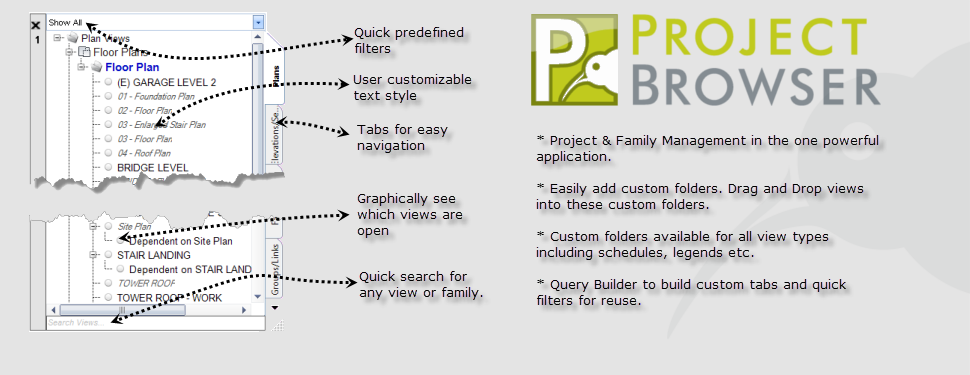 Show All
1
Plan Views
Floor Plans
Floor Plan
(E) GARAGE LEVEL 2
01 - Foundation Plan
02 - Floor Plan
03 - Enlarged Stair Plan
03 - Floor Plan
04 - Roof Plan
BRIDGE LEVEL
Plans
Elevations/Se...
Site Plan
Dependent on Site Plan
STAIR LANDING
Dependent on STAIR LAND
TOWER ROOF
TOWER ROOF - WORK
Groups/Links
Search Views...
Quick predefined
filters
User customizable
text style
Tabs for easy
navigation
Graphically see
which views are
open
Quick search for
any view or family.
PROJECT
BROWSER
* Project & Family Management in the one powerful
application.
* Easily add custom folders. Drag and Drop views
into these custom folders.
* Custom folders available for all view types
including schedules, legends etc.
* Query Builder to build custom tabs and quick
filters for reuse.